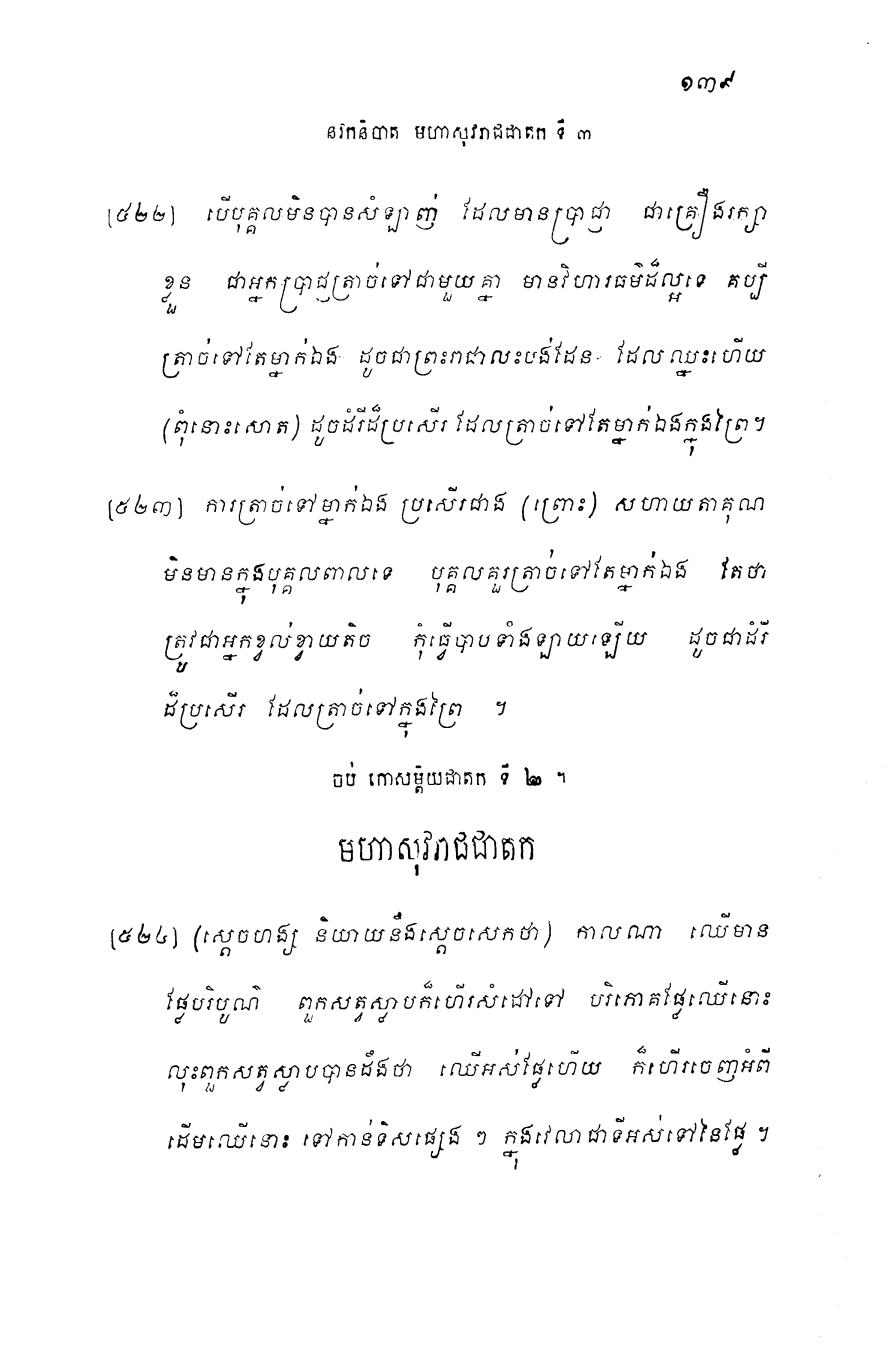 ១៣៩
នវកនិបាត មហាសុវរាជជាតក ទី ៣
[៥២២] បើបុគ្គលមិនបានសំឡាញ់ ដែលមានប្រាជ្ញា ជាគ្រឿងរក្សា
ខ្លួន ជាអ្នកប្រាជ្ញត្រាច់ទៅជាមួយគ្នា មានវិហារធម៌ដ៏ល្អទេ គប្បី
ត្រាច់ទៅតែម្នាក់ឯង ដូចជាព្រះរាជាលះបង់ដែន ដែលឈ្នះហើយ
(ពុំនោះសោត) ដូចដំរីដ៏ប្រសើរ ដែលត្រាច់ទៅតែម្នាក់ឯងក្នុងព្រៃ។
[៥២៣] ការត្រាច់ទៅម្នាក់ឯង ប្រសើរជាង (ព្រោះ) សហាយតាគុណ
មិនមានក្នុងបុគ្គលពាលទេ បុគ្គលគួរត្រាច់ទៅតែម្នាក់ឯង តែថា
ត្រូវជាអ្នកខ្វល់ខ្វាយតិច កុំធ្វើបាបទាំងឡាយឡើយ ដូចជាដំរី
ដ៏ប្រសើរ ដែលត្រាច់ទៅក្នុងព្រៃ ។
ចប់ កោសម្ពិយជាតក ទី ២ ។
មហាសុវរាជជាតក
[៥២៤] (ស្តេចហង្ស និយាយនឹងស្តេចសេកថា) កាលណា ឈើមាន
ផ្លែបរិបូណ៌ ពួកសត្វស្លាបក៏ហើរសំដៅទៅ បរិភោគផ្លែឈើនោះ
លុះពួកសត្វស្លាបបានដឹងថា ឈើអស់ផ្លែហើយ ក៏ហើរចេញអំពី
ដើមឈើនោះ ទៅកាន់ទិសផ្សេង ៗ ក្នុងវេលាជាទីអស់ទៅនៃផ្លែ ។